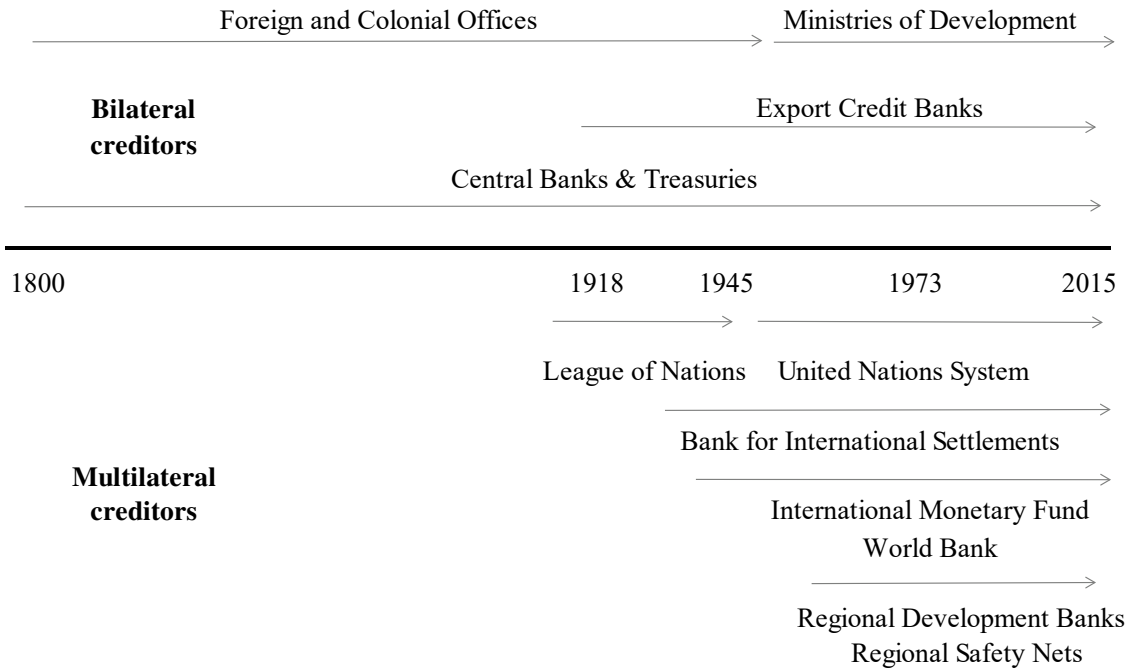 Foreign and Colonial Offices
Ministries of Development
Bilateral
creditors
Export Credit Banks
Central Banks & Treasuries
1800
1918
1945
1973
2015
League of Nations
United Nations System
Bank for International Settlements
Multilateral
creditors
International Monetary Fund
World Bank
Regional Development Banks
Regional Safety Nets